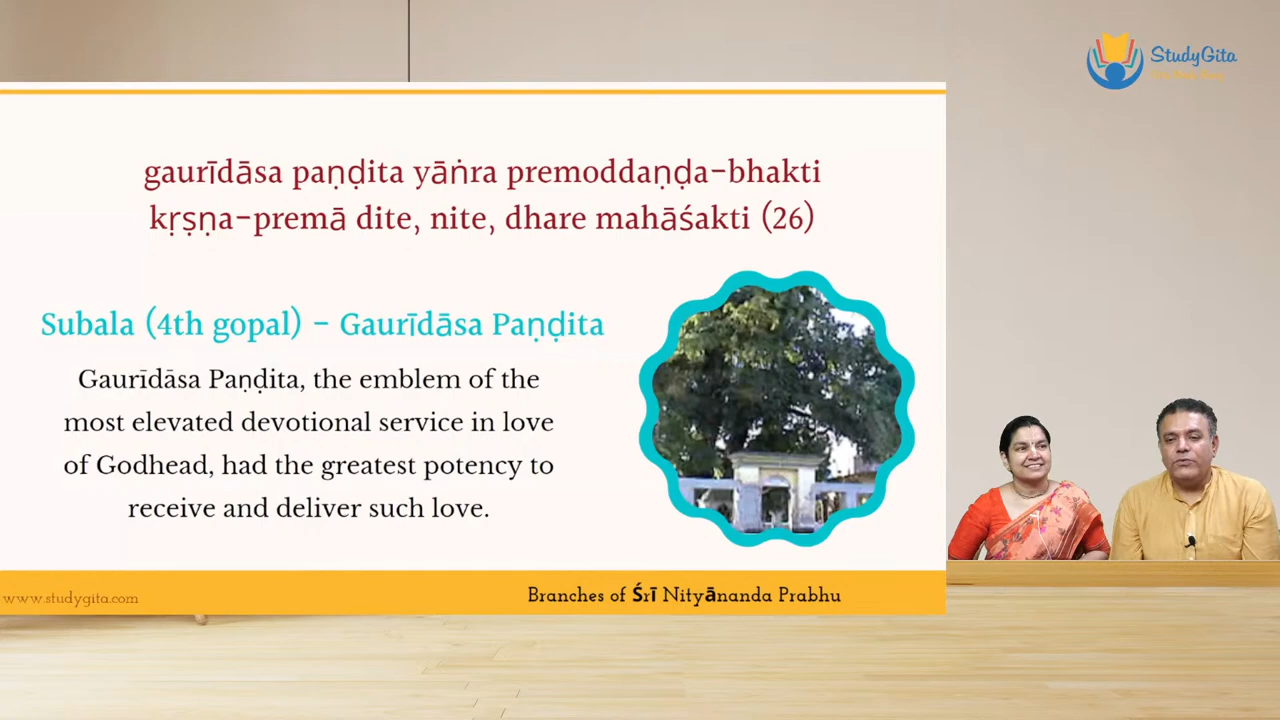 StudyGita
gaurīdāsa paṇḍita yāṅra premoddaṇḍa-bhakti
kṛṣṇa-premā dite, nite, dhare mahāśakti (26)
Subala (4th gopal) - Gaurīdāsa Paṇḍita
Gaurīdāsa Paṇḍita, the emblem of the
most elevated devotional service in love
of Godhead, had the greatest potency to
receive and deliver such love.
www.studygita.com
Branches of Śrī Nityānanda Prabhu